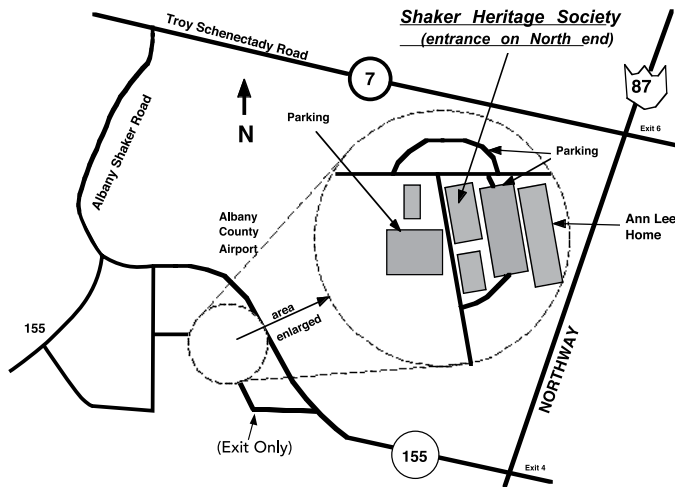 Shaker Heritage Society
(entrance on North end)
Troy Schenectady Road
7
87
Exit 6
N
Parking
Parking
Albany Shaker Road
Albany
County
Airport
Ann Lee
Home
area
enlarged
155
NORTHWAY
(Exit Only)
155
Exit 4